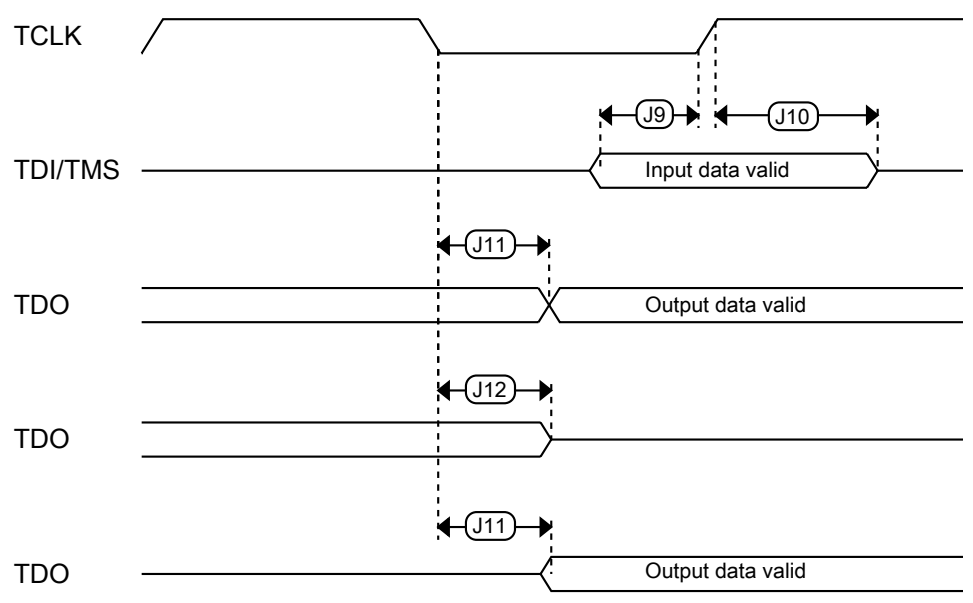 TCLK
J9
J10
TDI/TMS
Input data valid
J11
TDO
Output data valid
J12
TDO
J11
TDO
Output data valid